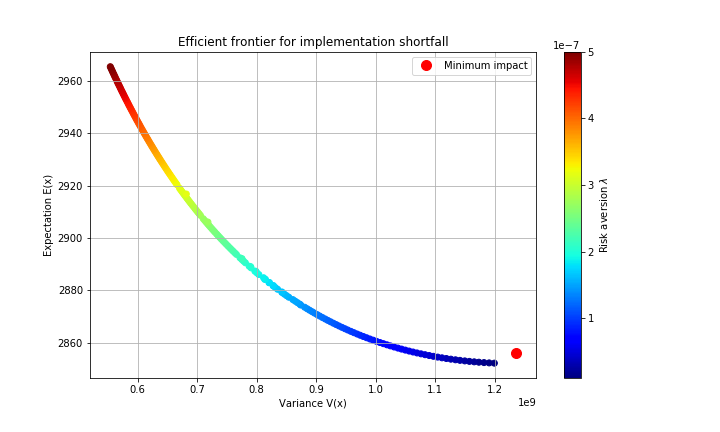 Efficient frontier for implementation shortfall
1e−7
Minimum impact
Expectation E(x)
2960
2940
2920
2900
2880
2860
0.6 0.7 0.8 0.9 1.0 1.1 1.2
1e9
Variance V(x)
5
4
3
2
1
Risk aversion λ